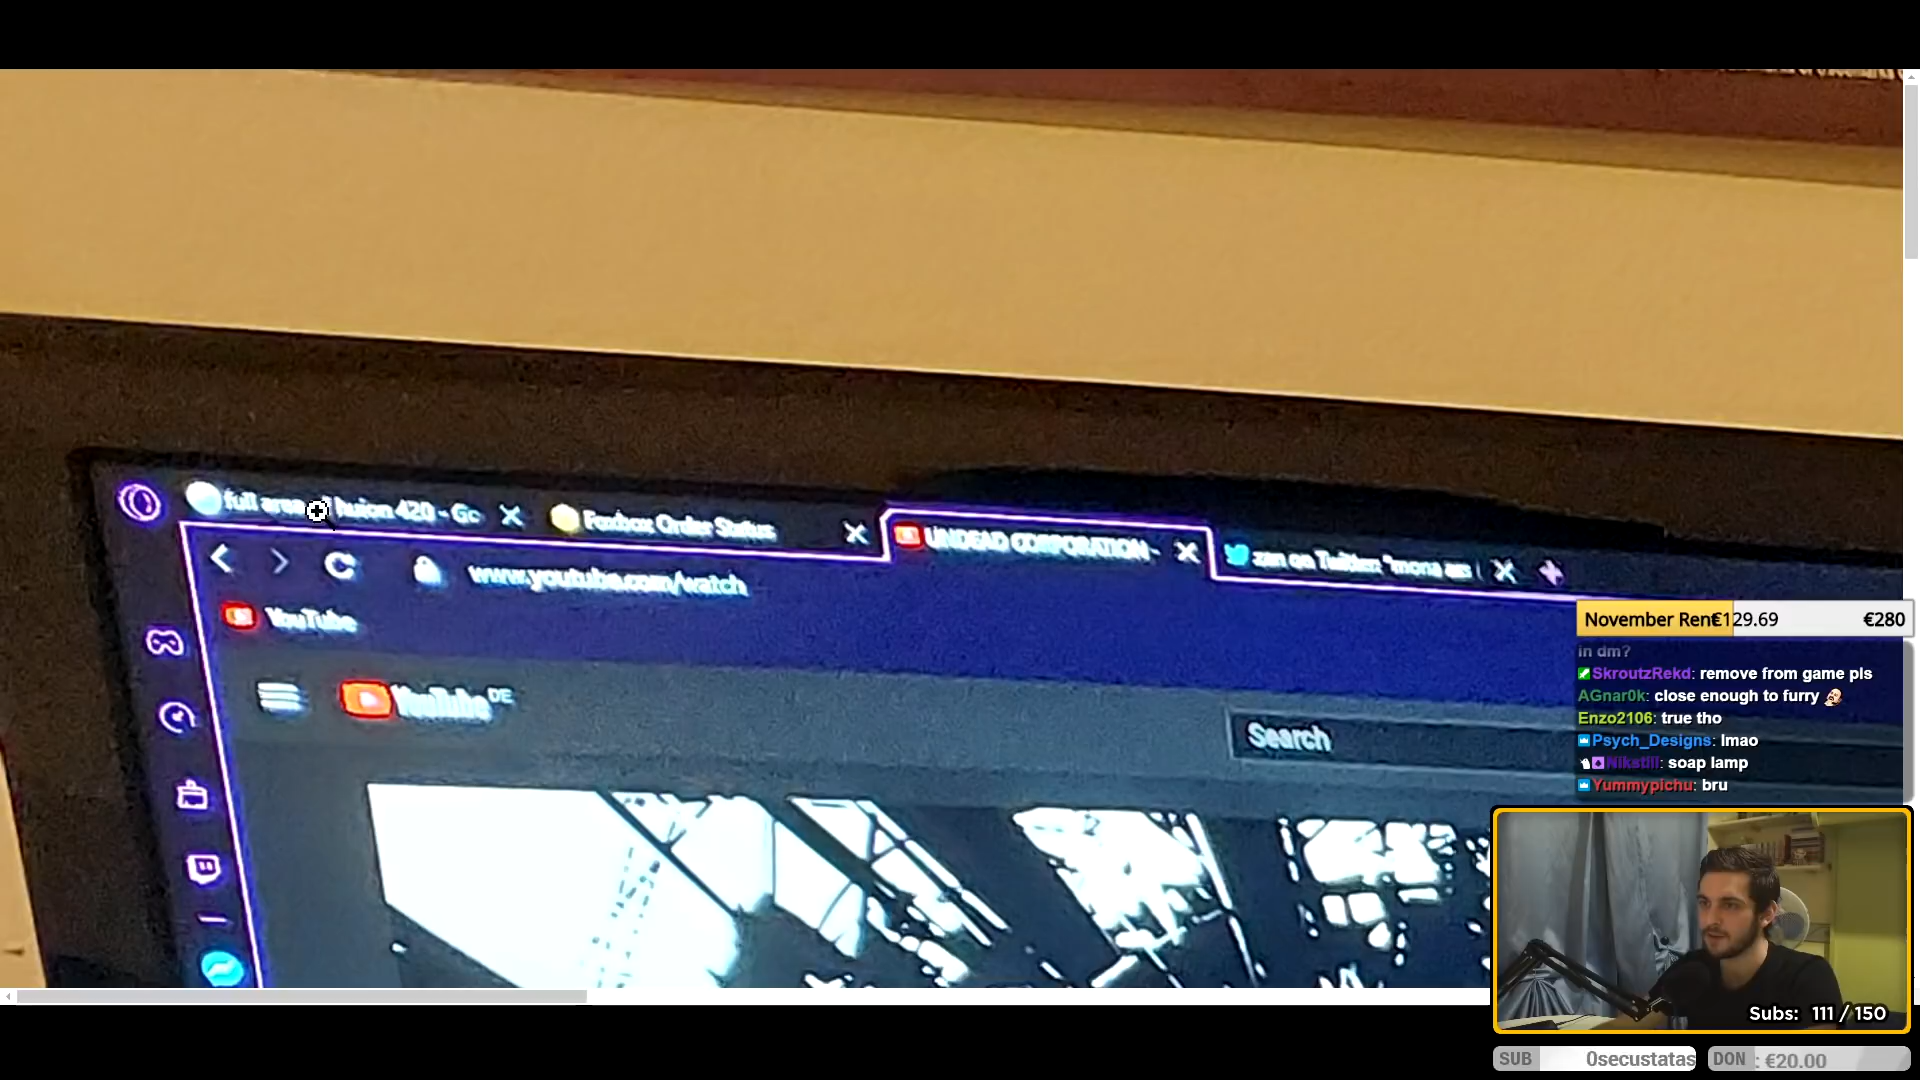 full area of huion 420 - Go
Foxbox Order Status
UNDEAD CORPORATION -
zan on Twitter: "mona ass
www.youtube.com/watch
YouTube
YouTube DE
Search
November Ren€129.69 €280
in dm?
SkroutzRekd: remove from game pls
AGnar0k: close enough to furry
Enzo2106: true tho
Psych_Designs: lmao
Nikstill: soap lamp
Yummypichu: bru
Subs: 111 / 150
SUB 0secustatas DON : €20.00